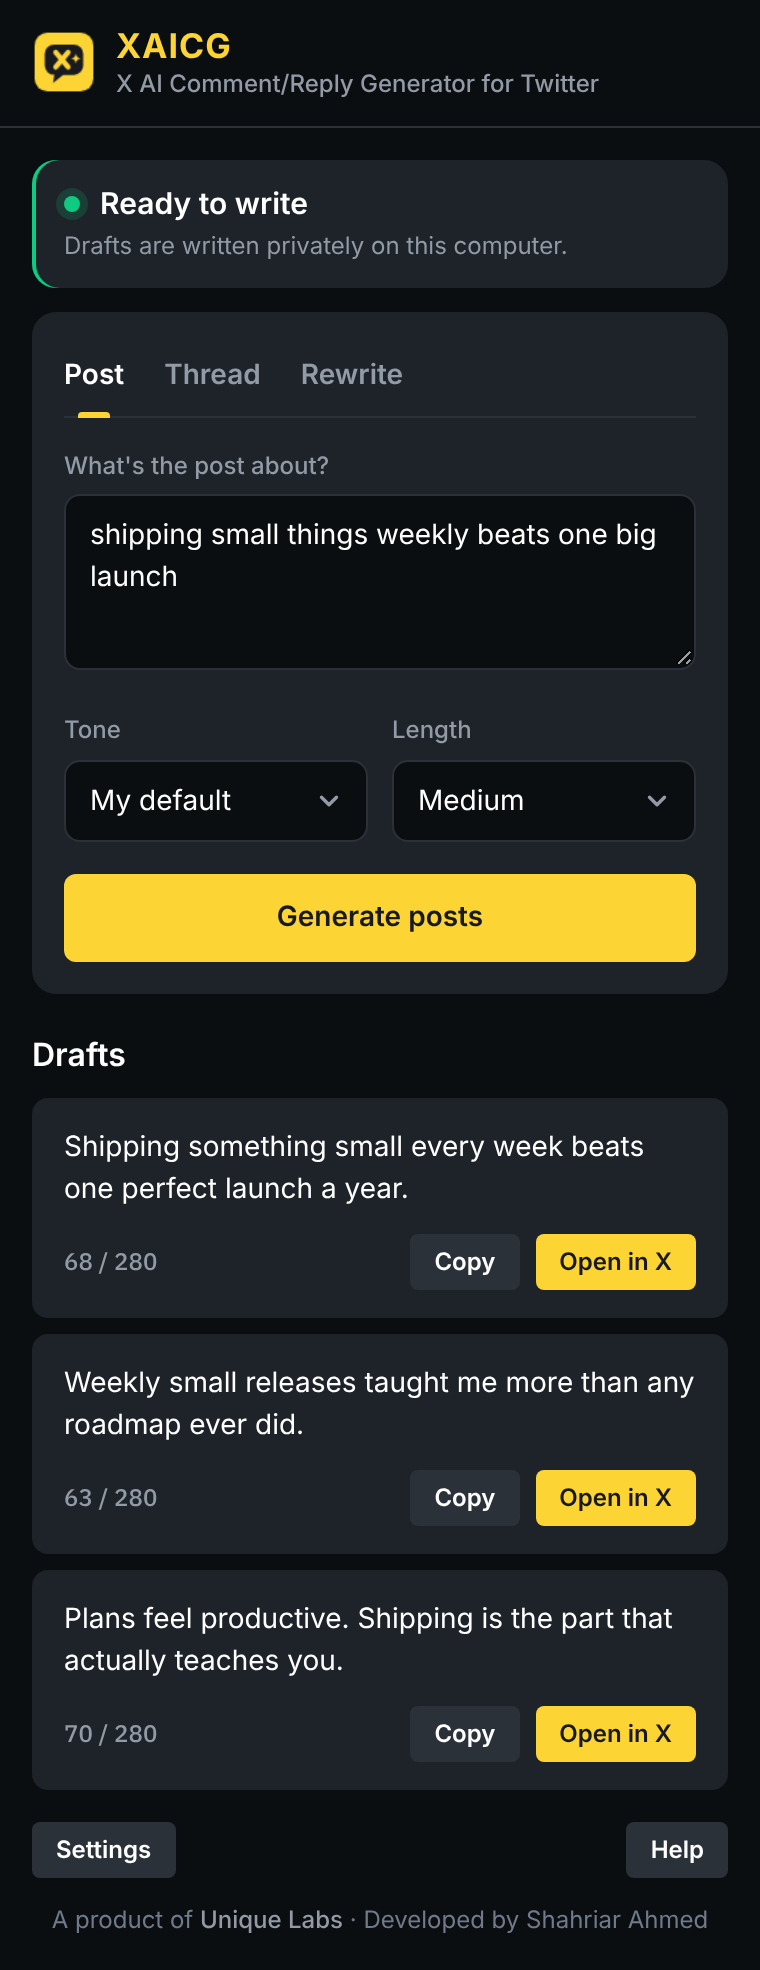 XAICG
X AI Comment/Reply Generator for Twitter
Ready to write
Drafts are written privately on this computer.
Post Thread Rewrite
What's the post about?
shipping small things weekly beats one big
launch
Tone Length
My default Medium
Generate posts
Drafts
Shipping something small every week beats
one perfect launch a year.
68 / 280 Copy Open in X
Weekly small releases taught me more than any
roadmap ever did.
63 / 280 Copy Open in X
Plans feel productive. Shipping is the part that
actually teaches you.
70 / 280 Copy Open in X
Settings Help
A product of Unique Labs · Developed by Shahriar Ahmed